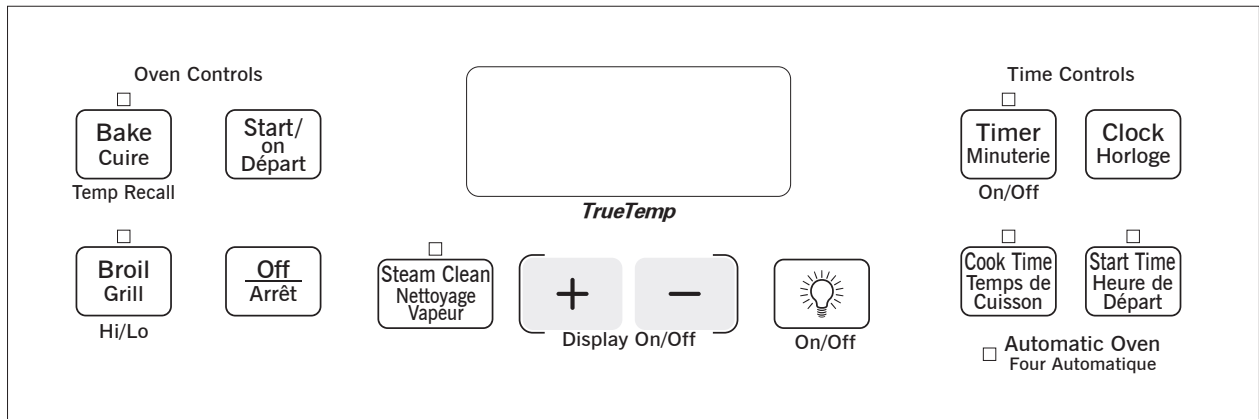 Oven Controls
Bake
Cuire
Temp Recall
Start/
on
Départ
Broil
Grill
Hi/Lo
Off
Arrêt
TrueTemp
Steam Clean
Nettoyage
Vapeur
+
−
Display On/Off
On/Off
Time Controls
Timer
Minuterie
On/Off
Clock
Horloge
Cook Time
Temps de
Cuisson
Start Time
Heure de
Départ
Automatic Oven
Four Automatique